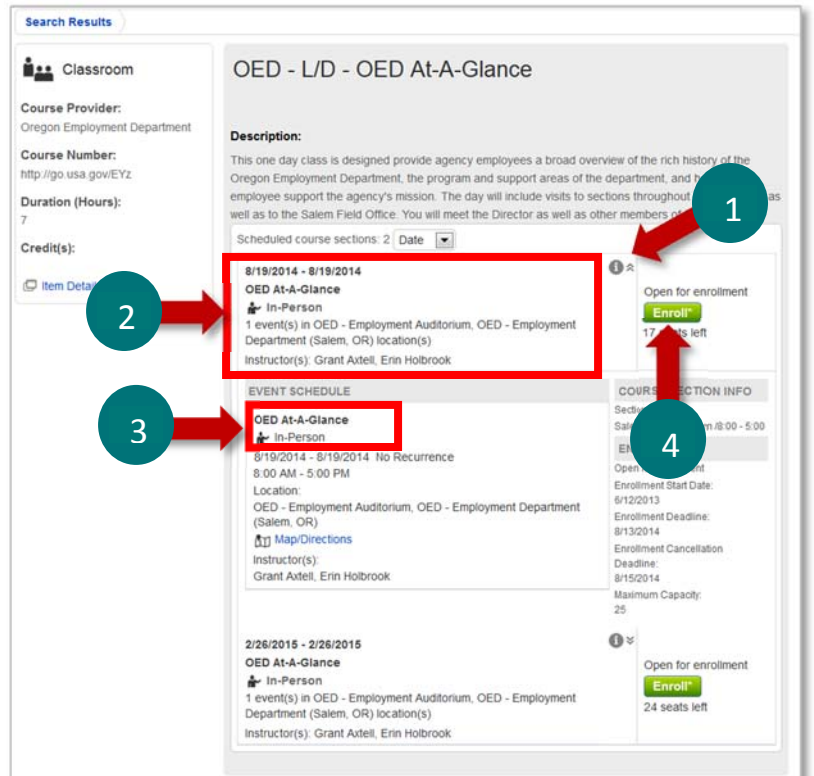 Search Results
Classroom
Course Provider:
Oregon Employment Department
Course Number:
http://go.usa.gov/EYz
Duration (Hours):
7
Credit(s):
Item Deta
OED - L/D - OED At-A-Glance
Description:
This one day class is designed provide agency employees a broad overview of the rich history of the
Oregon Employment Department, the program and support areas of the department, and h
employee support the agency's mission. The day will include visits to sections throughout as
well as to the Salem Field Office. You will meet the Director as well as other members of
Scheduled course sections: 2 Date
1
2
3
4
8/19/2014 - 8/19/2014
OED At-A-Glance
In-Person
1 event(s) in OED - Employment Auditorium, OED - Employment
Department (Salem, OR) location(s)
Instructor(s): Grant Axtell, Erin Holbrook
Open for enrollment
Enroll*
17 seats left
EVENT SCHEDULE
OED At-A-Glance
In-Person
8/19/2014 - 8/19/2014 No Recurrence
8:00 AM - 5:00 PM
Location:
OED - Employment Auditorium, OED - Employment Department
(Salem, OR)
Map/Directions
Instructor(s):
Grant Axtell, Erin Holbrook
COURSE SECTION INFO
Sale /8:00 - 5:00
Open
Enrollment Start Date:
6/12/2013
Enrollment Deadline:
8/13/2014
Enrollment Cancellation
Deadline:
8/15/2014
Maximum Capacity:
25
2/26/2015 - 2/26/2015
OED At-A-Glance
In-Person
1 event(s) in OED - Employment Auditorium, OED - Employment
Department (Salem, OR) location(s)
Instructor(s): Grant Axtell, Erin Holbrook
Open for enrollment
Enroll*
24 seats left